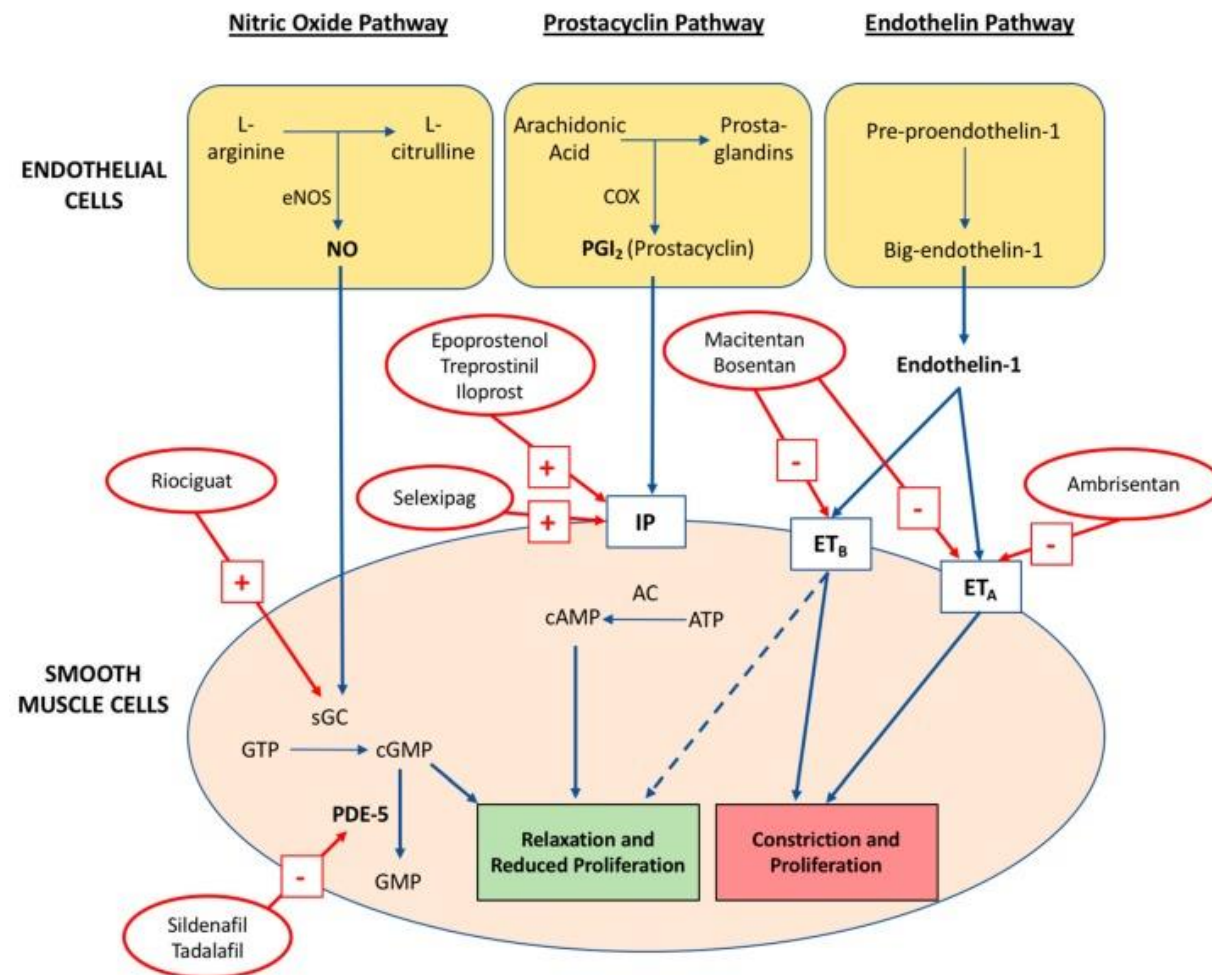 Nitric Oxide Pathway
Prostacyclin Pathway
Endothelin Pathway
ENDOTHELIAL
CELLS
L-
arginine
L-
citrulline
eNOS
NO
Arachidonic
Acid
Prosta-
glandins
COX
PGI₂ (Prostacyclin)
Pre-proendothelin-1
Big-endothelin-1
Endothelin-1
Epoprostenol
Treprostinil
Iloprost
+
Macitentan
Bosentan
-
-
Riociguat
+
Selexipag
+
Ambrisentan
-
IP
ET_B
ET_A
SMOOTH
MUSCLE CELLS
AC
cAMP
ATP
sGC
GTP
cGMP
PDE-5
GMP
-
Sildenafil
Tadalafil
Relaxation and
Reduced Proliferation
Constriction and
Proliferation